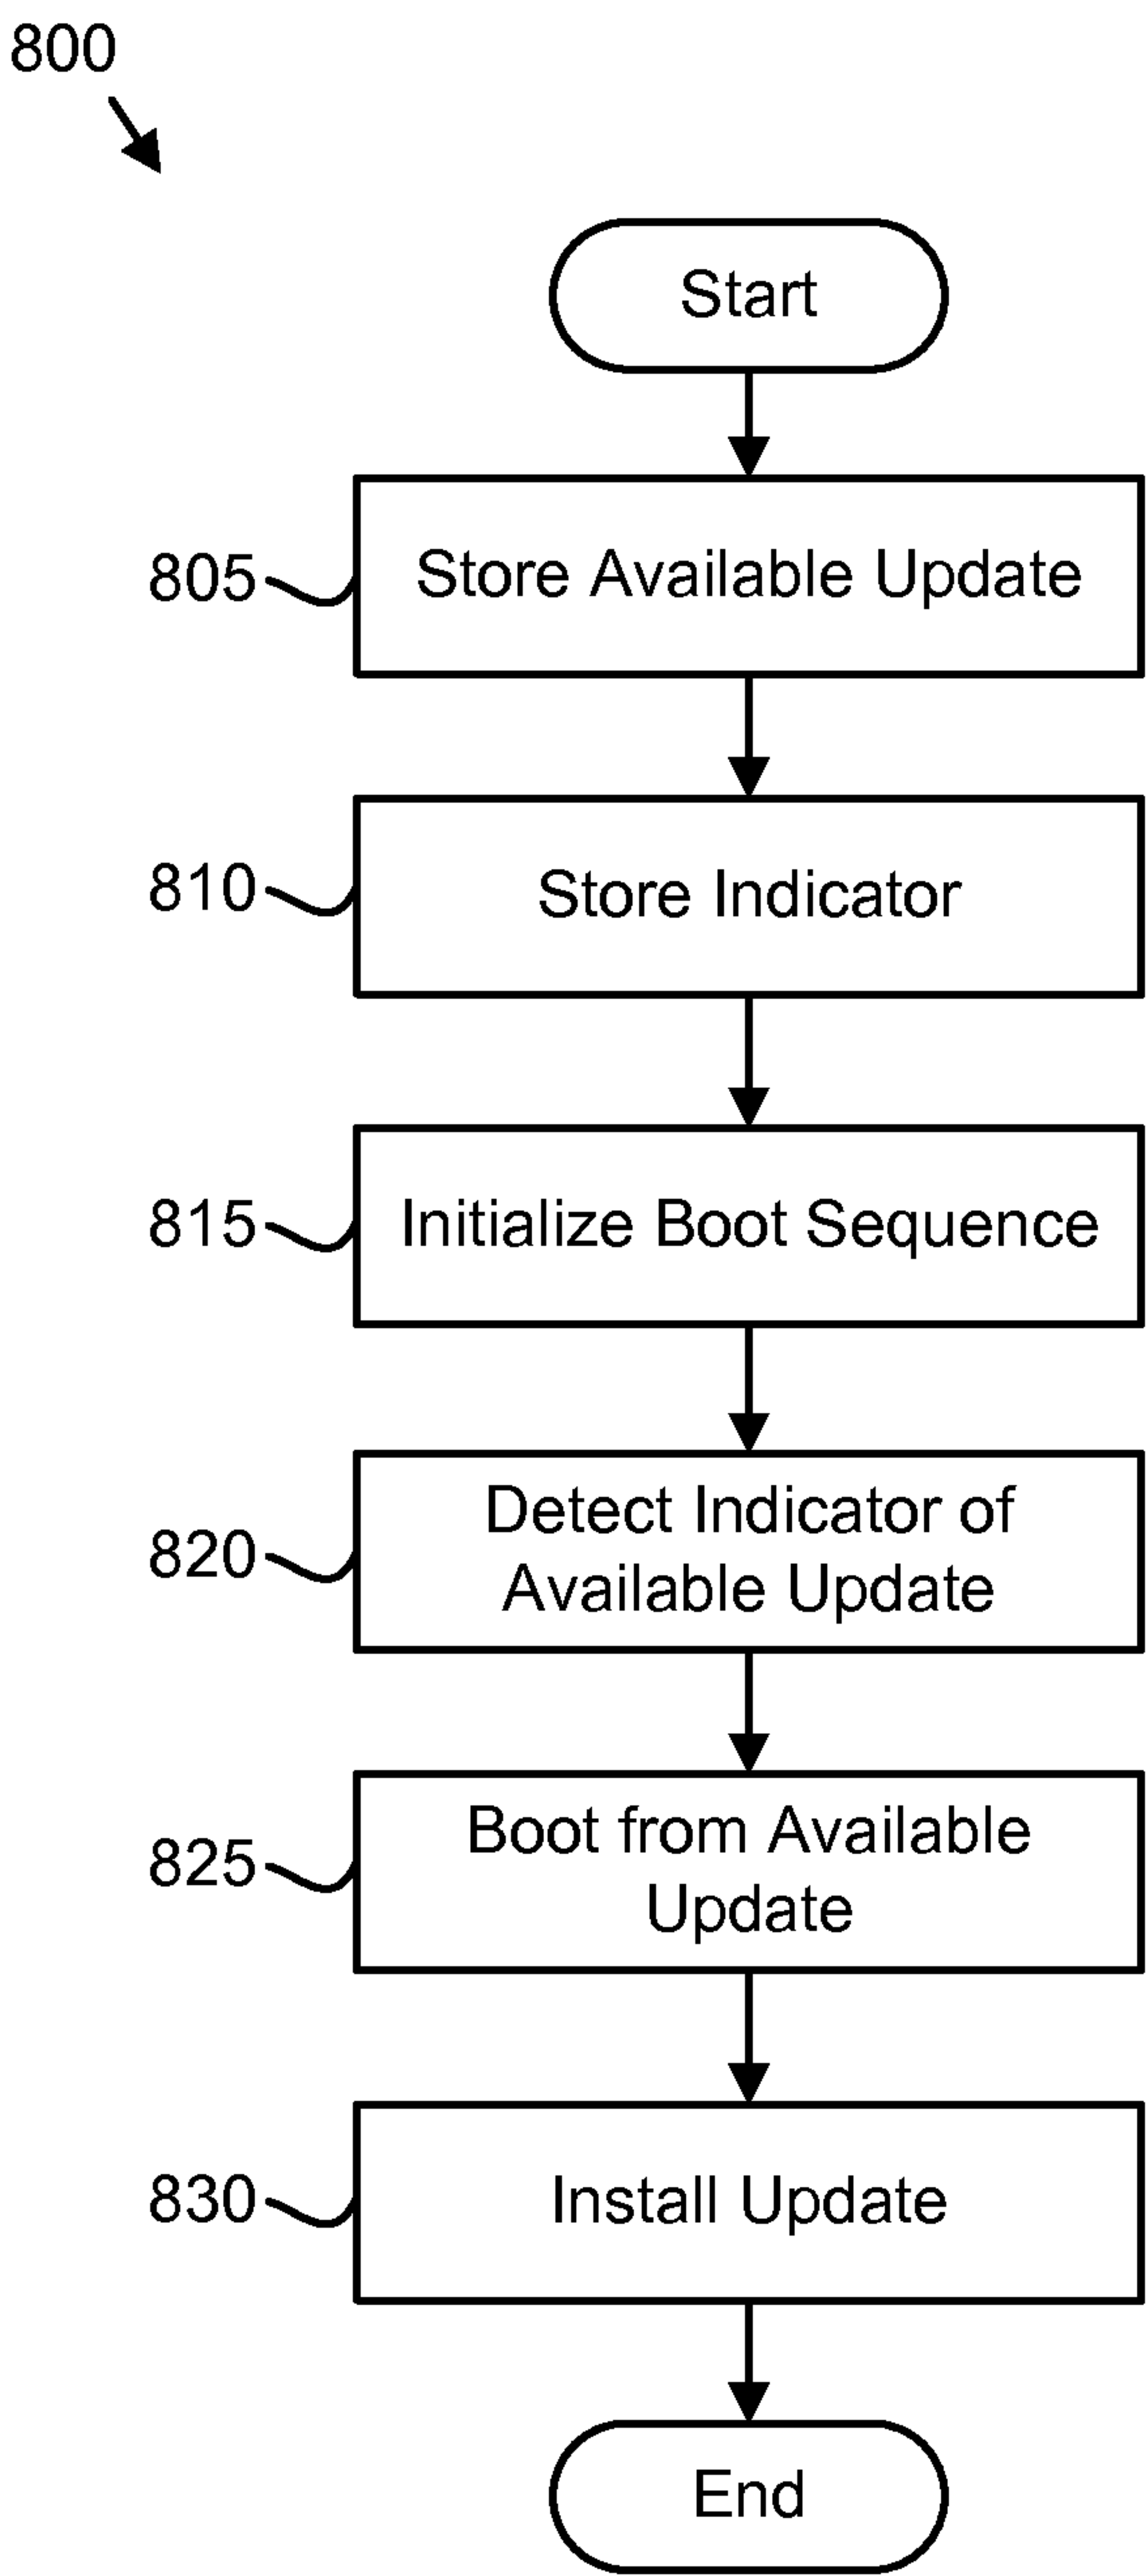 800
Start
805
Store Available Update
810
Store Indicator
815
Initialize Boot Sequence
820
Detect Indicator of
Available Update
825
Boot from Available
Update
830
Install Update
End